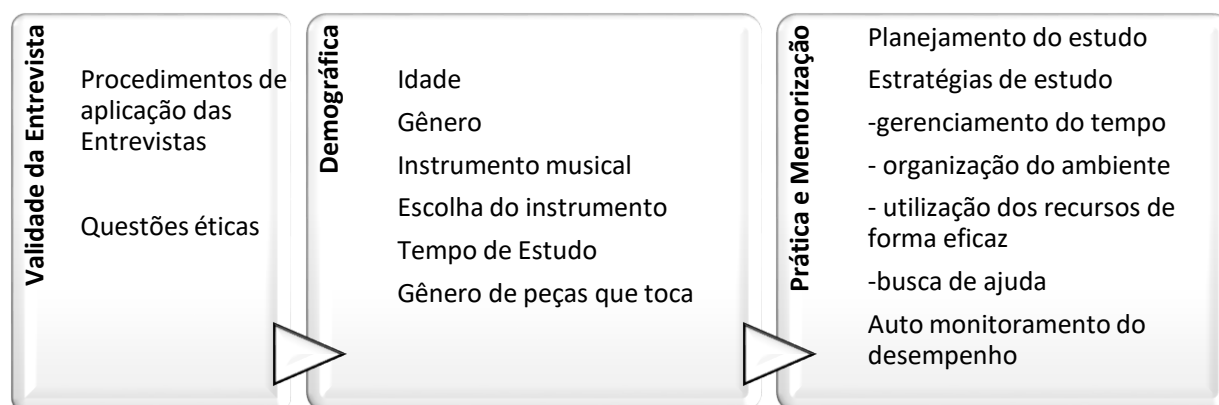 Validade da Entrevista
Procedimentos de
aplicação das
Entrevistas
Questões éticas
Demográfica
Idade
Gênero
Instrumento musical
Escolha do instrumento
Tempo de Estudo
Gênero de peças que toca
Prática e Memorização
Planejamento do estudo
Estratégias de estudo
-gerenciamento do tempo
- organização do ambiente
- utilização dos recursos de
forma eficaz
-busca de ajuda
Auto monitoramento do
desempenho